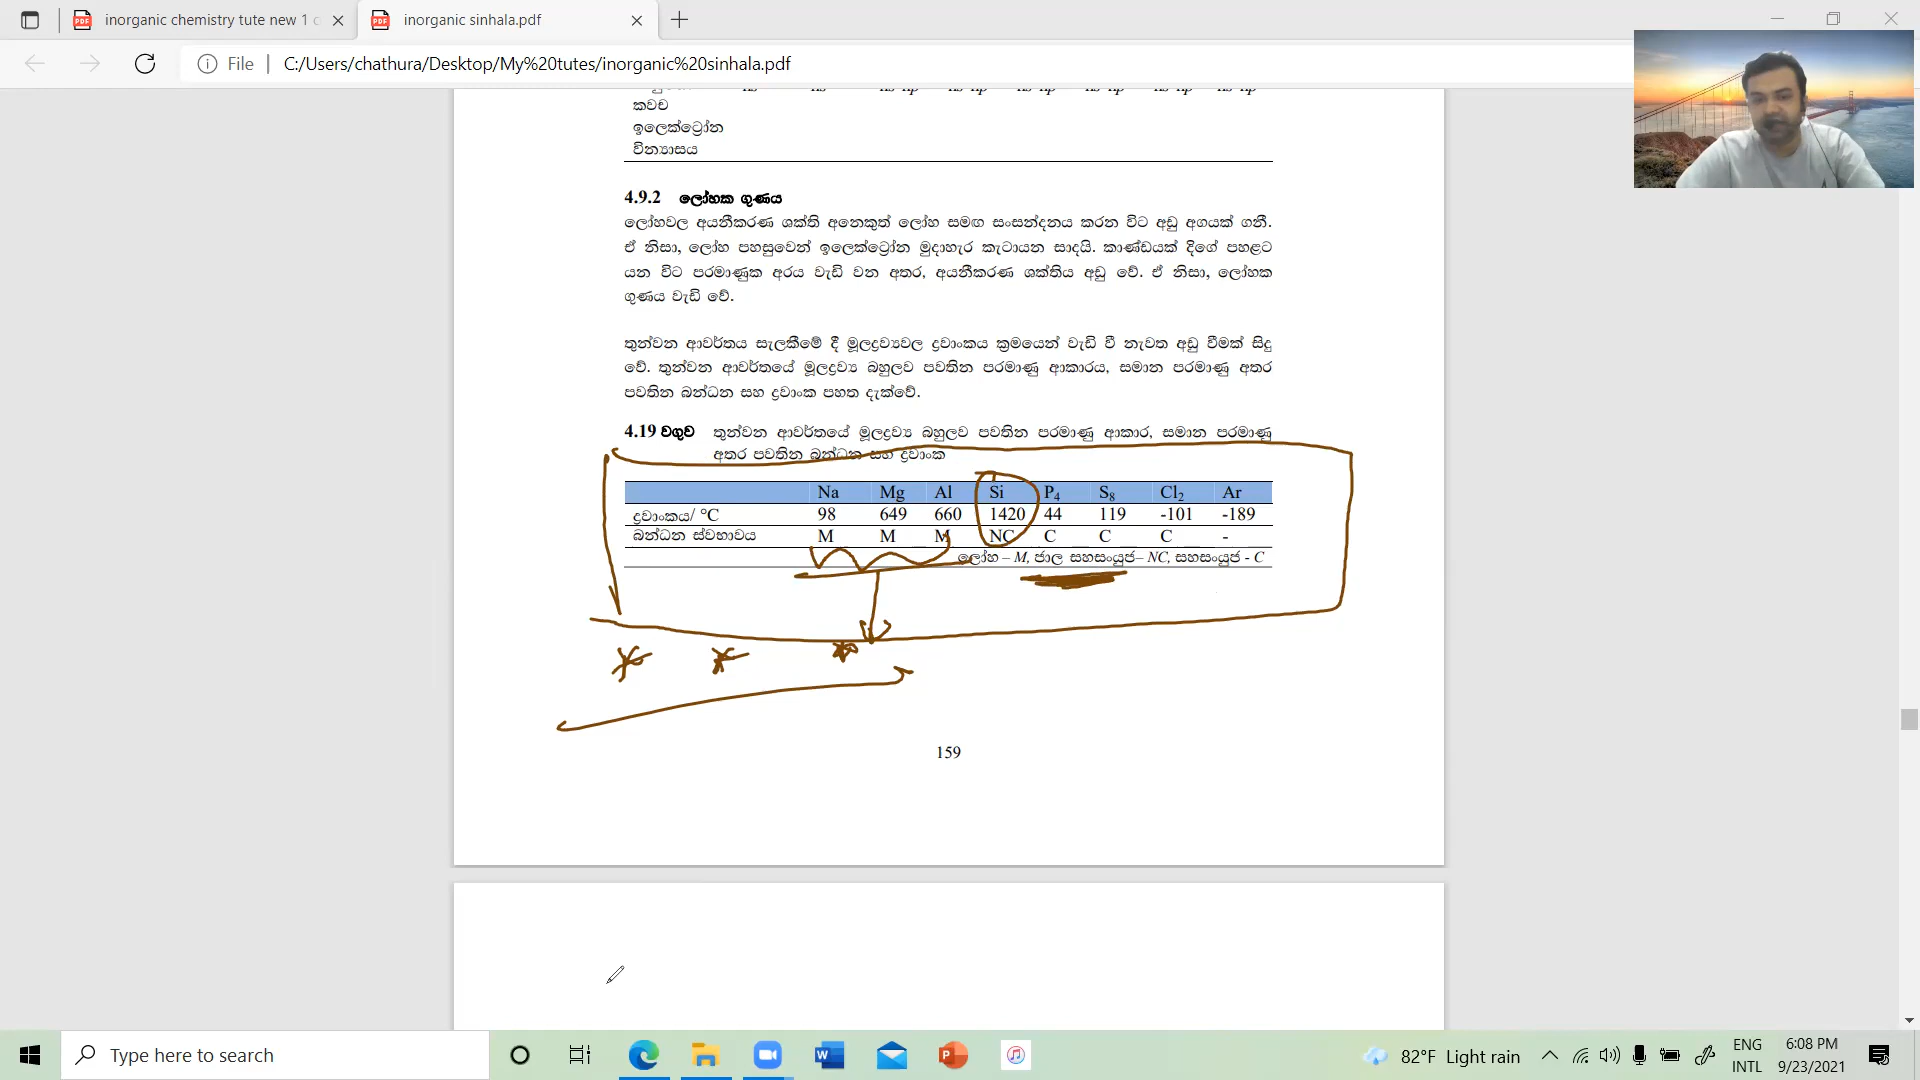 inorganic chemistry tute new 1 c
inorganic sinhala.pdf
File
C:/Users/chathura/Desktop/My%20tutes/inorganic%20sinhala.pdf
කවච
ඉලෙක්ට්‍රෝන
වින්‍යාසය
4.9.2 ලෝහක ගුණය
ලෝහවල අයනීකරණ ශක්ති අනෙකුත් ලෝහ සමඟ සංසන්දනය කරන විට අඩු අගයක් ගනී.
ඒ නිසා, ලෝහ පහසුවෙන් ඉලෙක්ට්‍රෝන මුදාහැර කැටායන සාදයි. කාණ්ඩයක් දිගේ පහළට
යන විට පරමාණුක අරය වැඩි වන අතර, අයනීකරණ ශක්තිය අඩු වේ. ඒ නිසා, ලෝහක
ගුණය වැඩි වේ.
තුන්වන ආවර්තය සැලකීමේ දී මූලද්‍රව්‍යවල ද්‍රවාංකය ක්‍රමයෙන් වැඩි වී නැවත අඩු වීමක් සිදු
වේ. තුන්වන ආවර්තයේ මූලද්‍රව්‍ය බහුලව පවතින පරමාණු ආකාරය, සමාන පරමාණු අතර
පවතින බන්ධන සහ ද්‍රවාංක පහත දැක්වේ.
4.19 වගුව තුන්වන ආවර්තයේ මූලද්‍රව්‍ය බහුලව පවතින පරමාණු ආකාර, සමාන පරමාණු
අතර පවතින බන්ධන සහ ද්‍රවාංක
Na Mg Al Si P₄ S₈ Cl₂ Ar
ද්‍රවාංකය/ °C 98 649 660 1420 44 119 -101 -189
බන්ධන ස්වභාවය M M M NC C C C -
ලෝහ – M, ජාල සහසංයුජ– NC, සහසංයුජ - C
159
Type here to search
82°F Light rain
ENG
INTL
6:08 PM
9/23/2021